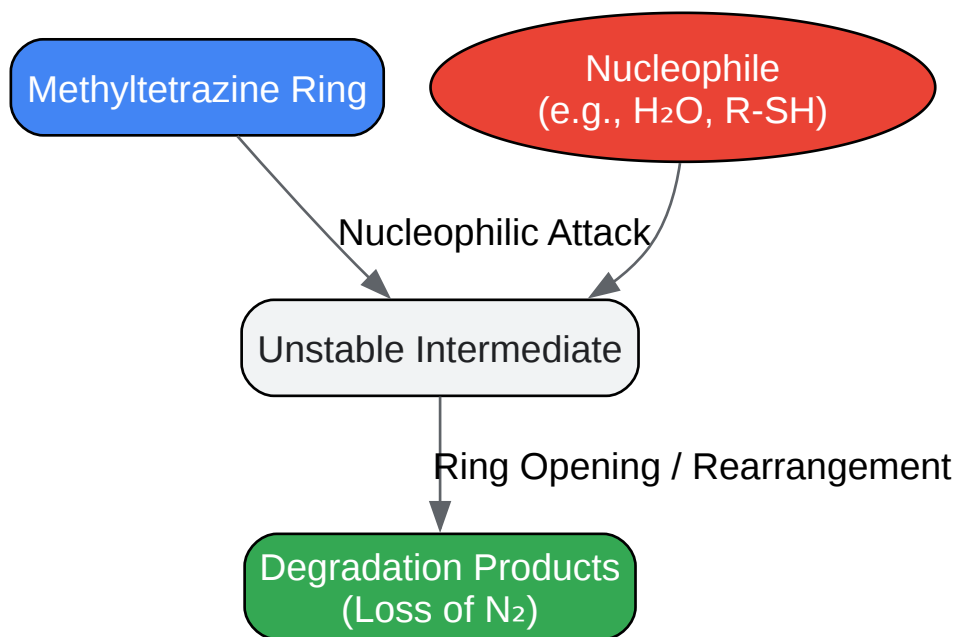 Methyltetrazine Ring
Nucleophile
(e.g., H₂O, R-SH)
Nucleophilic Attack
Unstable Intermediate
Ring Opening / Rearrangement
Degradation Products
(Loss of N₂)